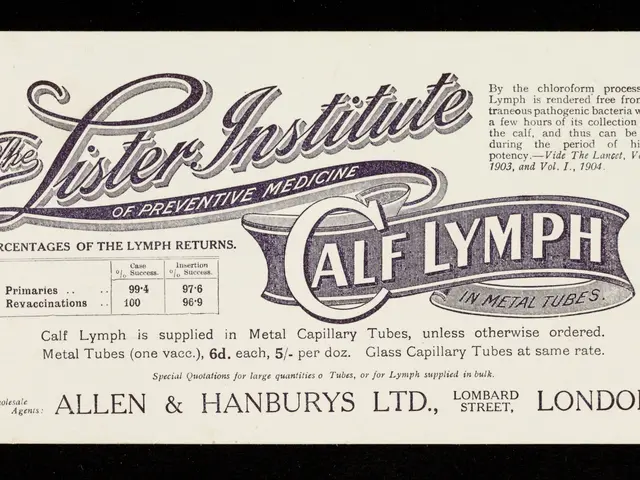 The Lister Institute
OF PREVENTIVE MEDICINE
By the chloroform process
Lymph is rendered free from
traneous pathogenic bacteria w
a few hours of its collection
the calf, and thus can be
during the period of hi
potency.—Vide The Lancet, V
1903, and Vol. I., 1904.
CALF LYMPH
IN METAL TUBES.
RCENTAGES OF THE LYMPH RETURNS.
Case Insertion
% Success. % Success.
Primaries .. .. 99·4 97·6
Revaccinations .. 100 96·9
Calf Lymph is supplied in Metal Capillary Tubes, unless otherwise ordered.
Metal Tubes (one vacc.), 6d. each, 5/- per doz. Glass Capillary Tubes at same rate.
Special Quotations for large quantities o Tubes, or for Lymph supplied in bulk.
olesale Agents: ALLEN & HANBURYS LTD., LOMBARD STREET, LONDO